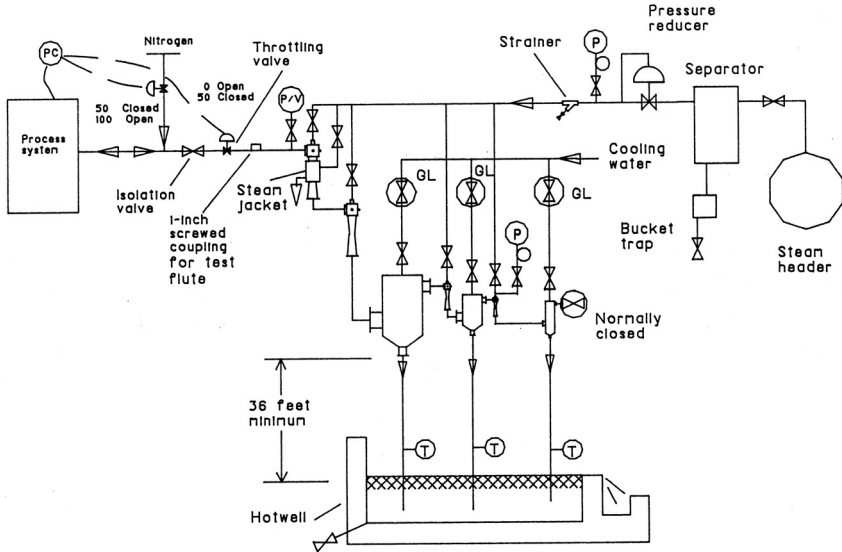 PC
Nitrogen
Throttling
valve
0 Open
50 Closed
50 Closed
100 Open
Process
system
Isolation
valve
1-inch
screwed
coupling
for test
flute
P/V
Steam
jacket
Strainer
P
Pressure
reducer
Separator
Cooling
water
GL
GL
GL
P
Bucket
trap
Steam
header
Normally
closed
36 feet
minimum
T
T
T
Hotwell